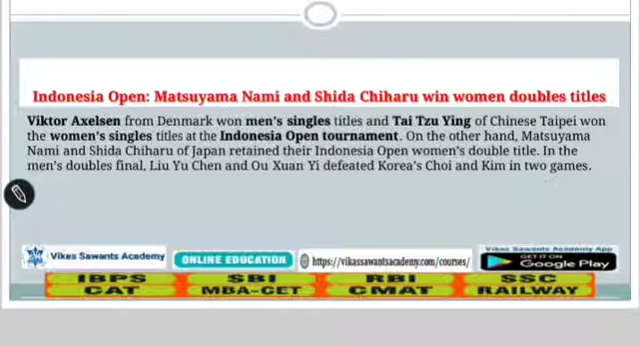 Indonesia Open: Matsuyama Nami and Shida Chiharu win women doubles titles
Viktor Axelsen from Denmark won men's singles titles and Tai Tzu Ying of Chinese Taipei won
the women's singles titles at the Indonesia Open tournament. On the other hand, Matsuyama
Nami and Shida Chiharu of Japan retained their Indonesia Open women's double title. In the
men's doubles final, Liu Yu Chen and Ou Xuan Yi defeated Korea's Choi and Kim in two games.
Vikas Sawants Academy
ONLINE EDUCATION
https://vikassawantsacademy.com/courses/
Vikas Sawants Academy App
GET IT ON
Google Play
IBPS SBI RBI SSC
CAT MBA-CET CMAT RAILWAY